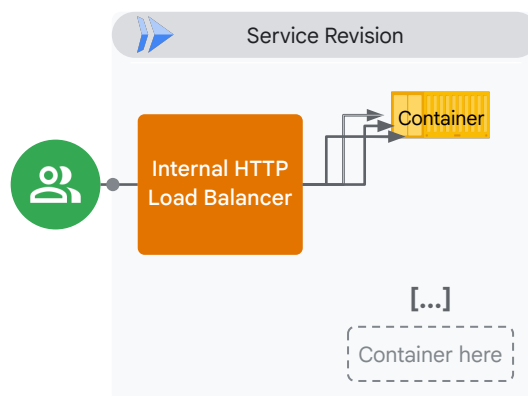 Service Revision
Container
Internal HTTP
Load Balancer
[...]
Container here